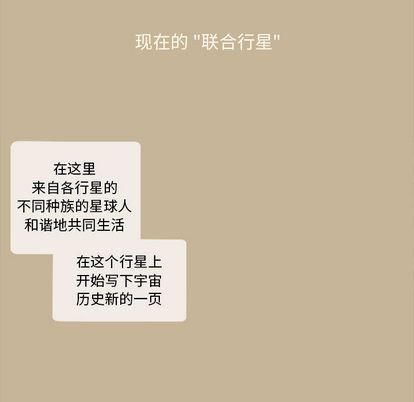 现在的 "联合行星"
在这里
来自各行星的
不同种族的星球人
和谐地共同生活
在这个行星上
开始写下宇宙
历史新的一页